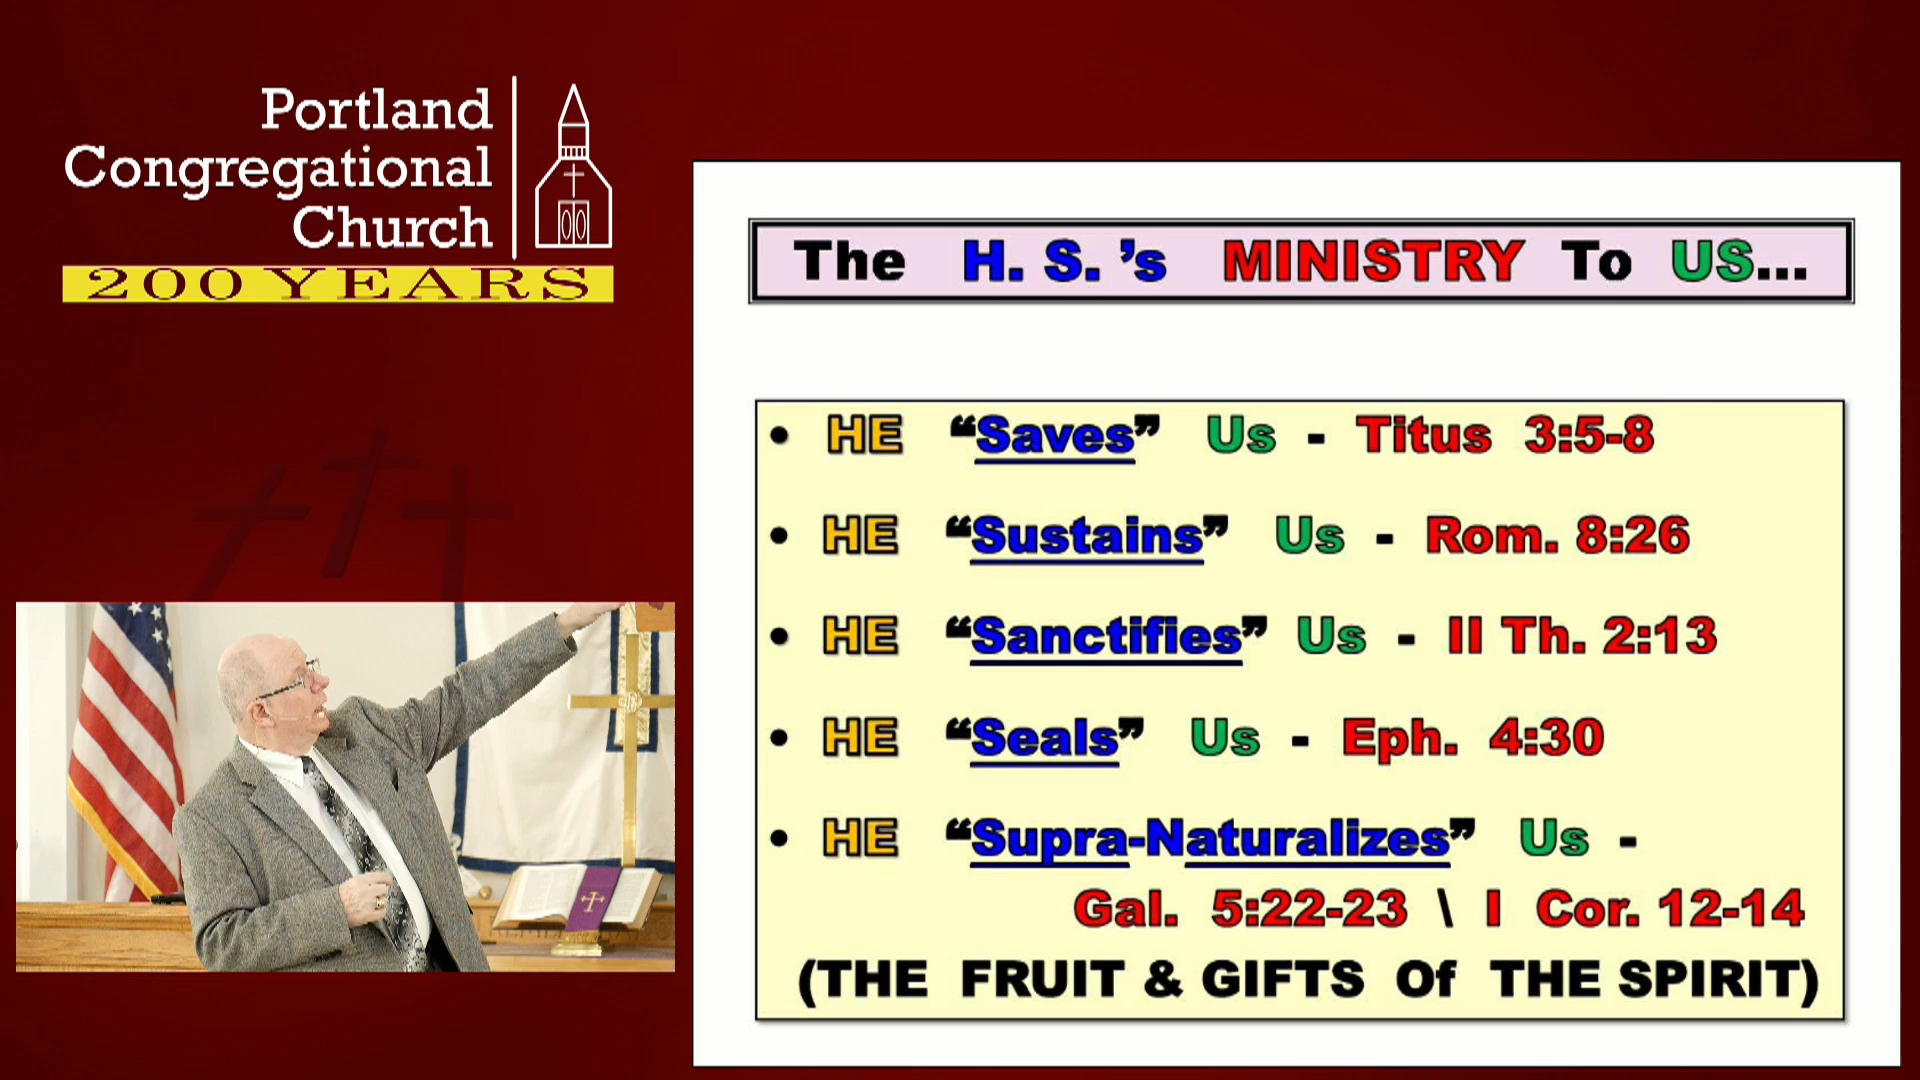 Portland
Congregational
Church
200 YEARS
The H. S. ’s MINISTRY To US...
• HE “Saves” Us - Titus 3:5-8
• HE “Sustains” Us - Rom. 8:26
• HE “Sanctifies” Us - II Th. 2:13
• HE “Seals” Us - Eph. 4:30
• HE “Supra-Naturalizes” Us -
Gal. 5:22-23 \ I Cor. 12-14
(THE FRUIT & GIFTS Of THE SPIRIT)